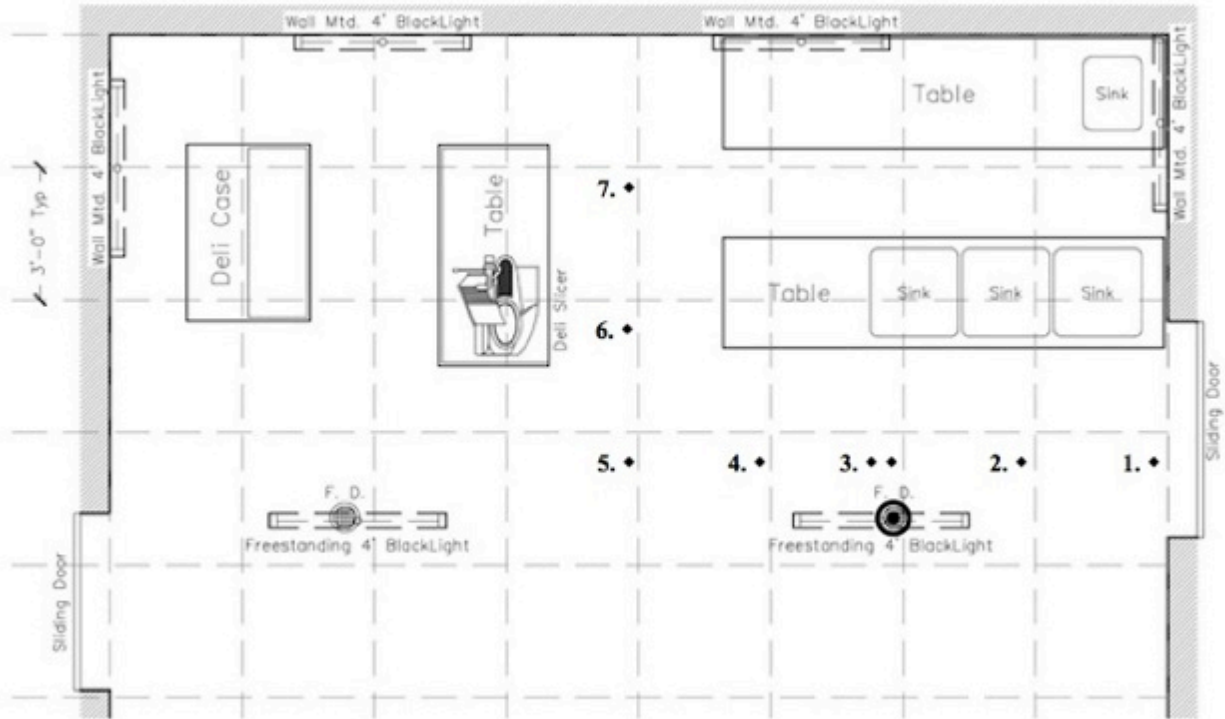 Wall Mtd. 4' BlackLight
Wall Mtd. 4' BlackLight
Wall Mtd. 4' BlackLight
Table
Sink
Wall Mtd. 4' BlackLight
3'-0" Typ
Deli Case
Table
7.
Deli Slicer
6.
Table
Sink
Sink
Sink
Sliding Door
5.
4.
3.
2.
1.
F. D.
F. D.
Freestanding 4' BlackLight
Freestanding 4' BlackLight
Sliding Door